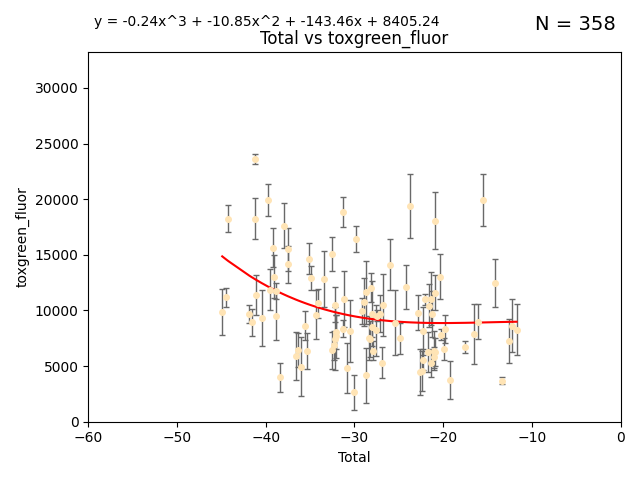 y = -0.24x^3 + -10.85x^2 + -143.46x + 8405.24
N = 358
Total vs toxgreen_fluor
30000
25000
20000
15000
10000
5000
0
toxgreen_fluor
−60
−50
−40
−30
−20
−10
0
Total